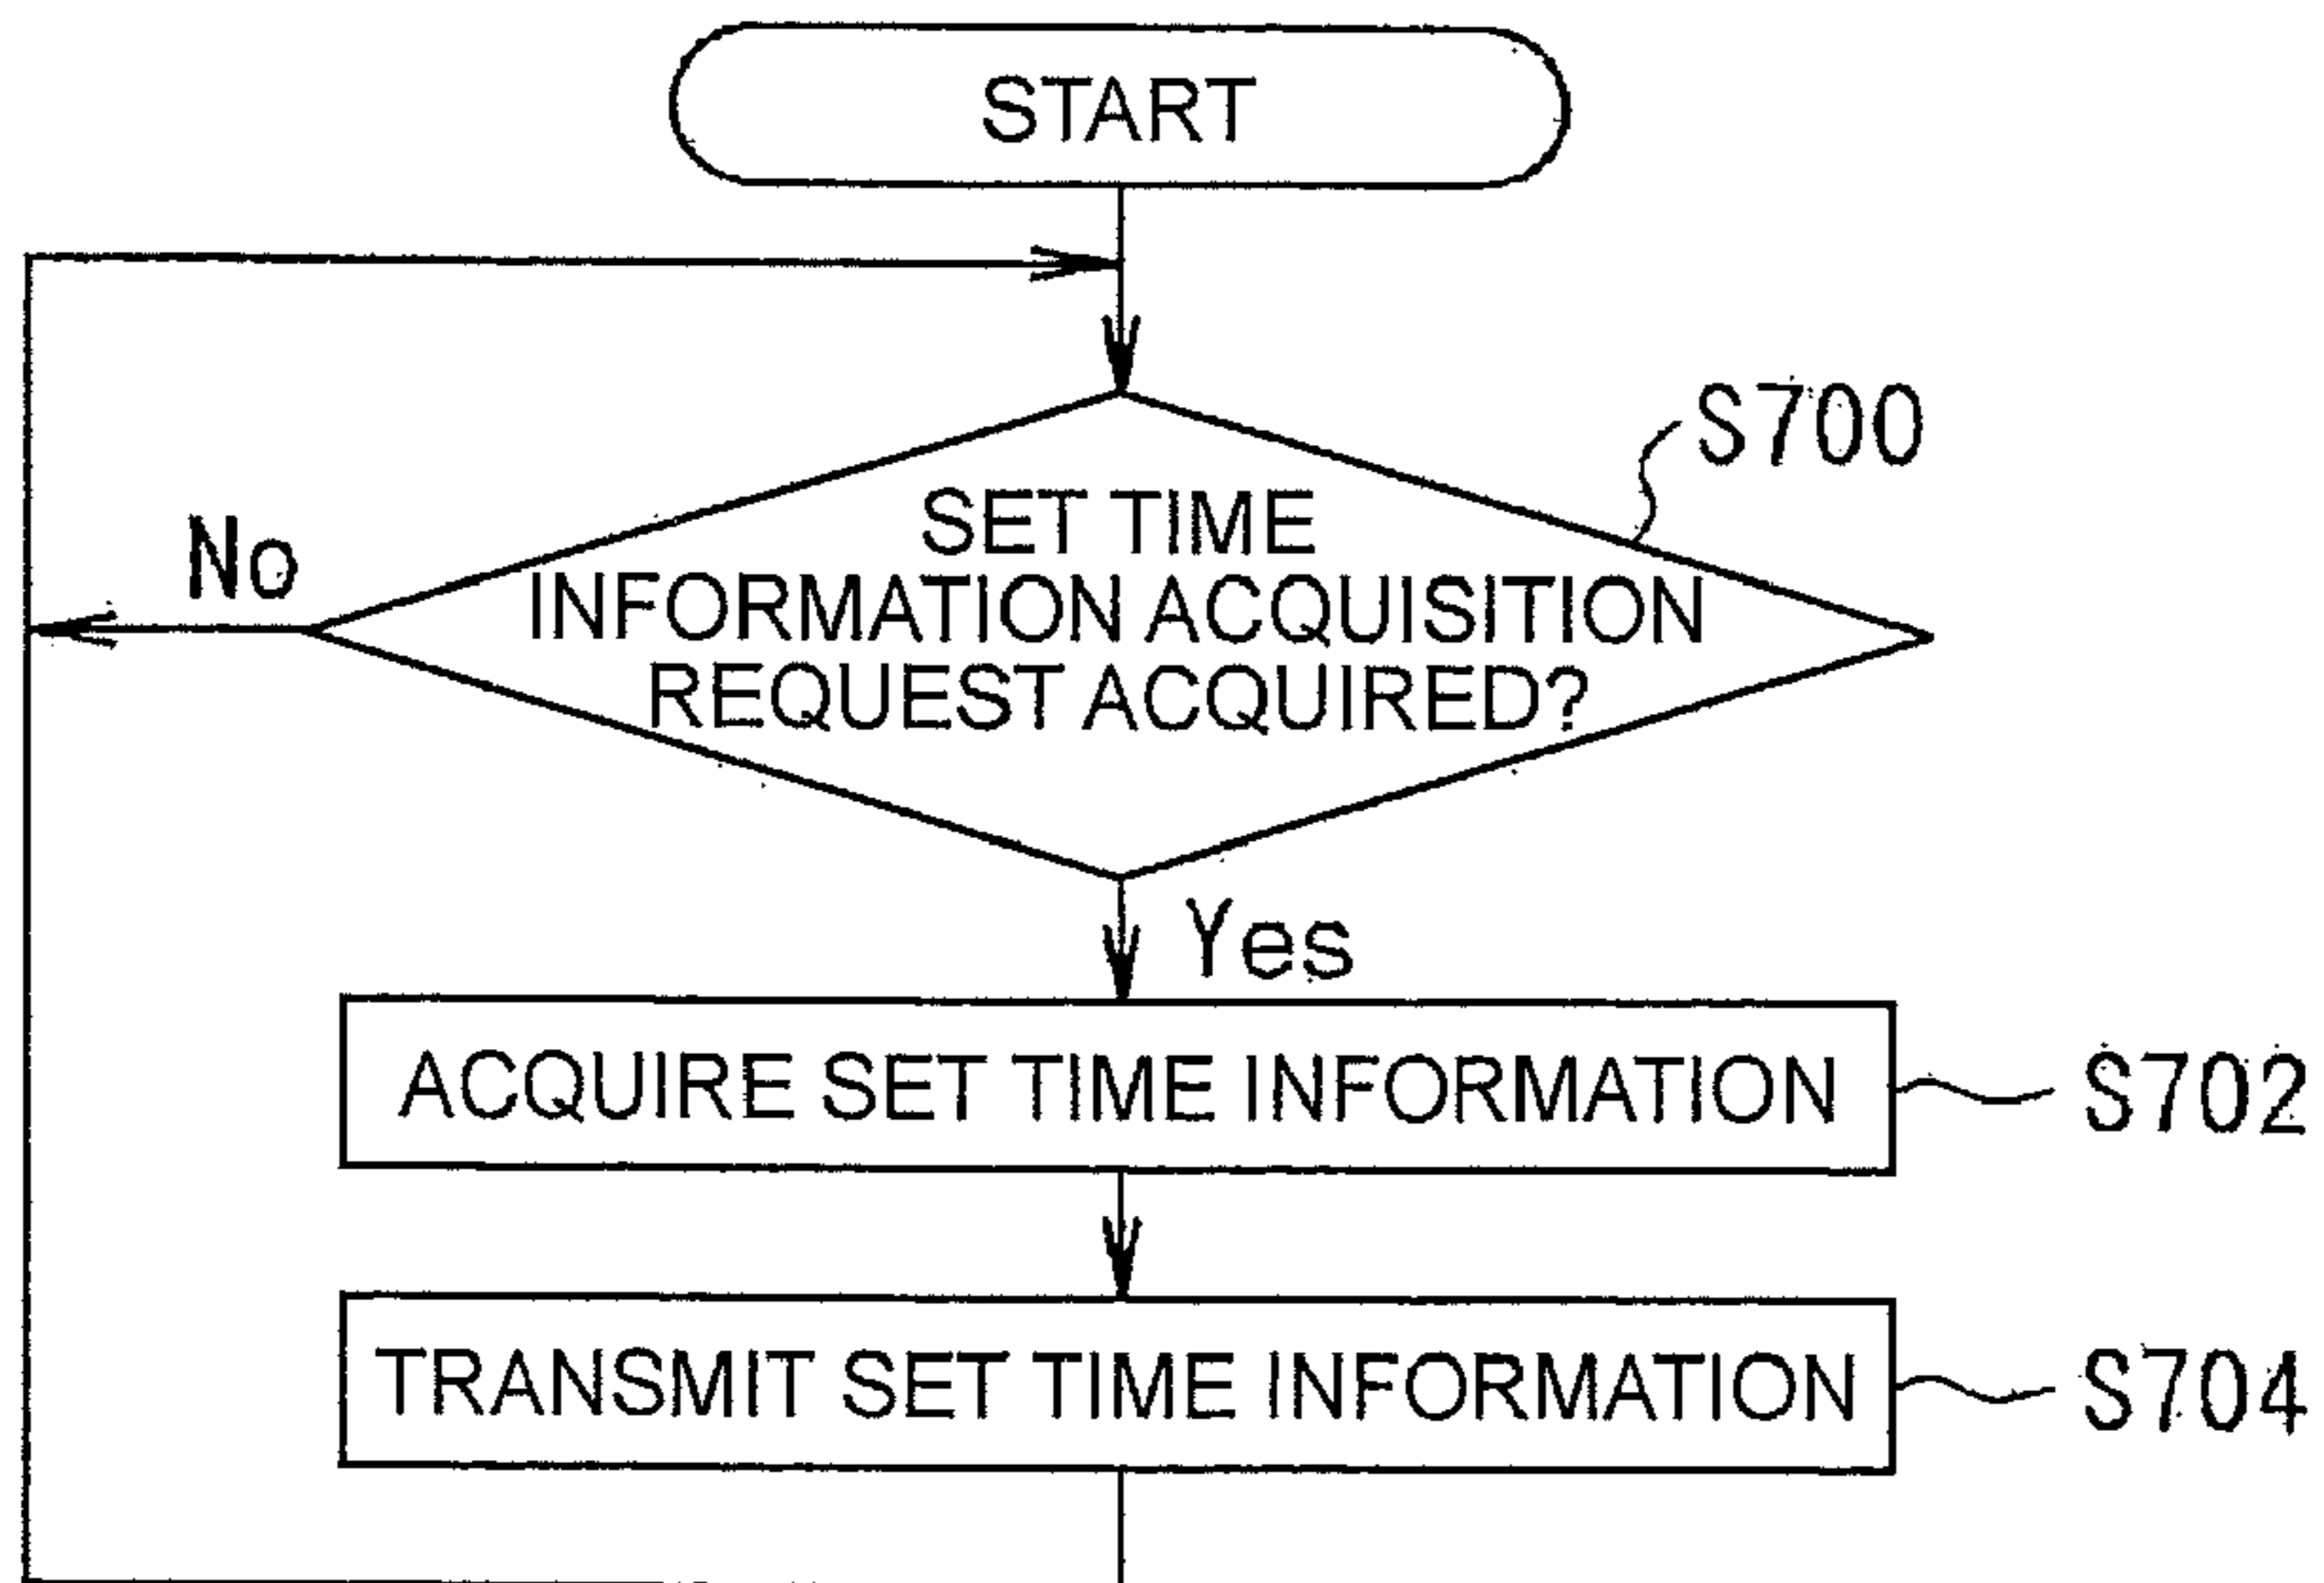 START
S700
SET TIME
No
INFORMATION ACQUISITION
REQUEST ACQUIRED?
Yes
ACQUIRE SET TIME INFORMATION
S702
TRANSMIT SET TIME INFORMATION
S704